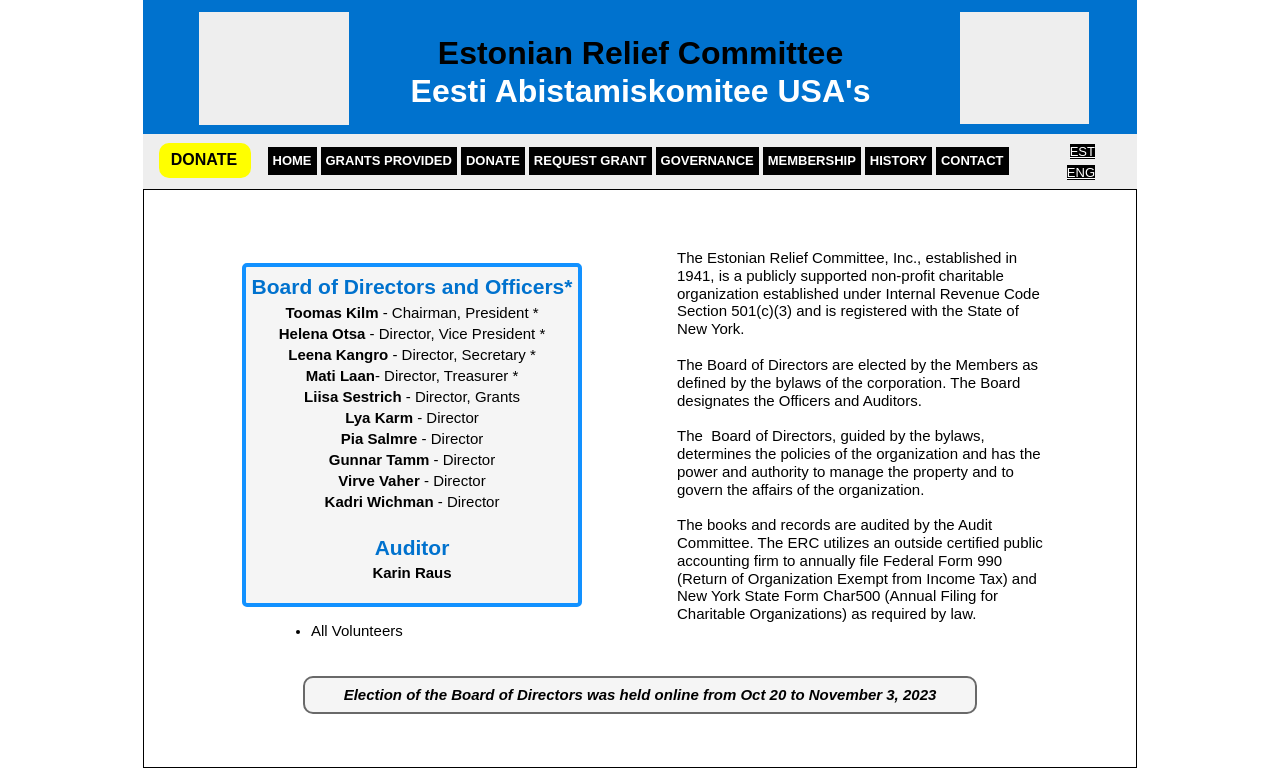 Estonian Relief Committee
Eesti Abistamiskomitee USA's
DONATE
HOME GRANTS PROVIDED DONATE REQUEST GRANT GOVERNANCE MEMBERSHIP HISTORY CONTACT
EST
ENG
Board of Directors and Officers*
Toomas Kilm - Chairman, President *
Helena Otsa - Director, Vice President *
Leena Kangro - Director, Secretary *
Mati Laan- Director, Treasurer *
Liisa Sestrich - Director, Grants
Lya Karm - Director
Pia Salmre - Director
Gunnar Tamm - Director
Virve Vaher - Director
Kadri Wichman - Director
Auditor
Karin Raus
• All Volunteers
The Estonian Relief Committee, Inc., established in
1941, is a publicly supported non-profit charitable
organization established under Internal Revenue Code
Section 501(c)(3) and is registered with the State of
New York.
The Board of Directors are elected by the Members as
defined by the bylaws of the corporation. The Board
designates the Officers and Auditors.
The  Board of Directors, guided by the bylaws,
determines the policies of the organization and has the
power and authority to manage the property and to
govern the affairs of the organization.
The books and records are audited by the Audit
Committee. The ERC utilizes an outside certified public
accounting firm to annually file Federal Form 990
(Return of Organization Exempt from Income Tax) and
New York State Form Char500 (Annual Filing for
Charitable Organizations) as required by law.
Election of the Board of Directors was held online from Oct 20 to November 3, 2023